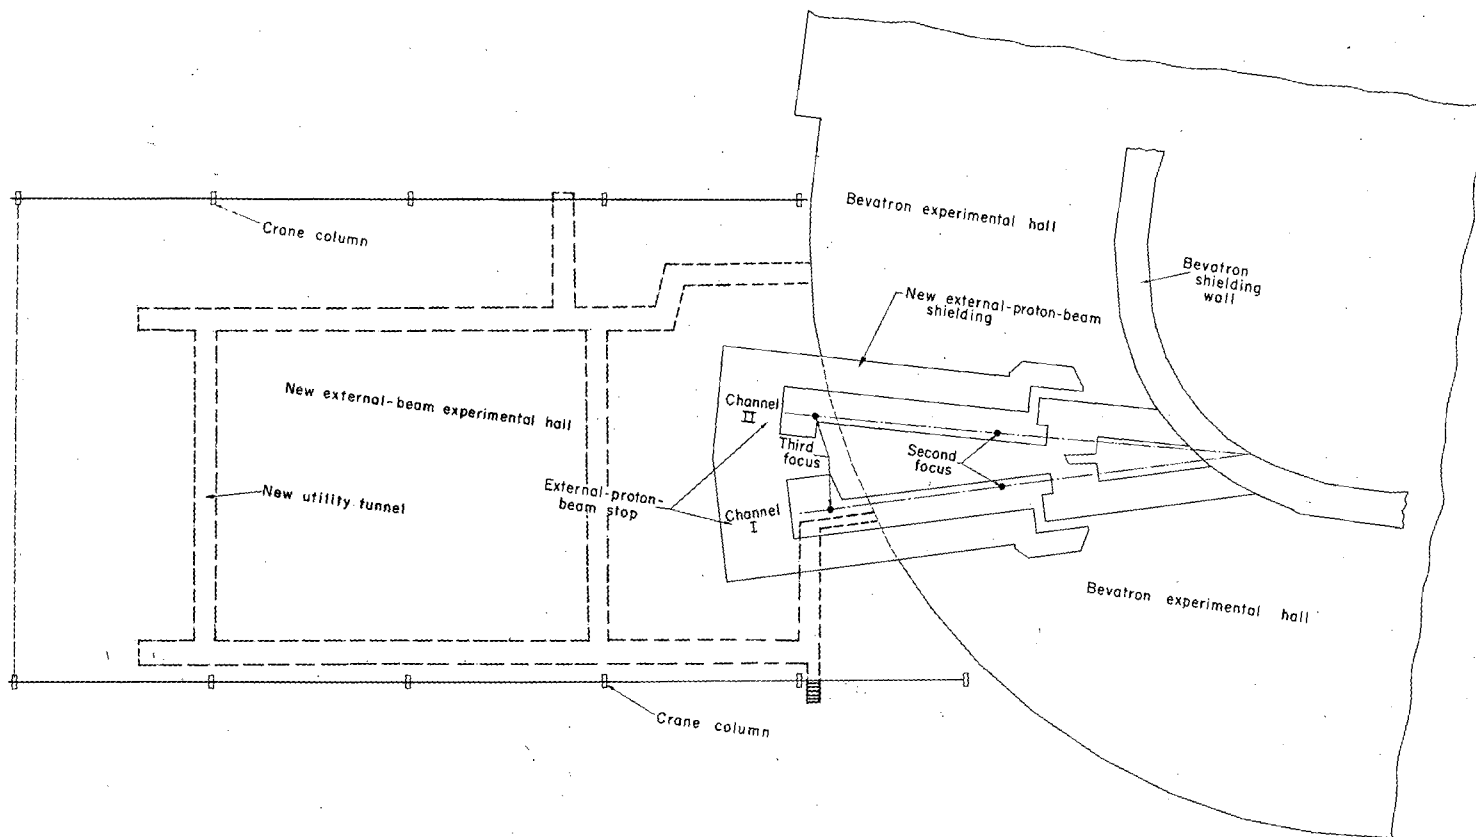 Bevatron experimental hall
Crane column
Bevatron
shielding
wall
New external-proton-beam
shielding
New external-beam experimental hall
Channel
II
Third
focus
Second
focus
External-proton-
beam stop
New utility tunnel
Channel
I
Bevatron experimental hall
Crane column